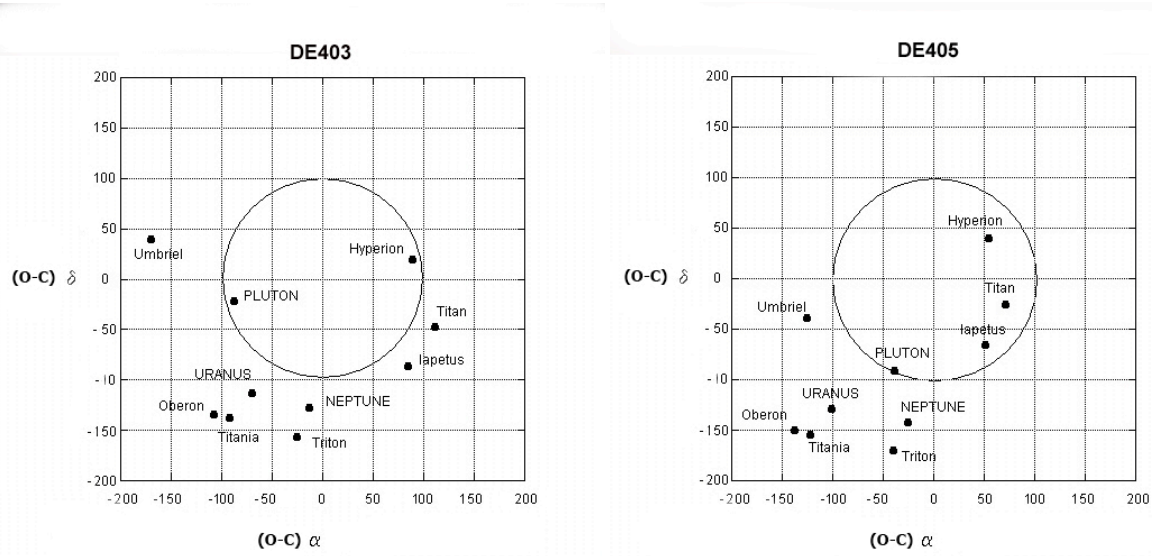 DE403
200
150
100
50
0
-50
-10
-150
-200
-200 -150 -100 -50 0 50 100 150 200
(O-C) δ
(O-C) α
Umbriel
Hyperion
PLUTON
Titan
Iapetus
URANUS
Oberon
NEPTUNE
Titania
Triton
DE405
200
150
100
50
0
-50
-10
-150
-200
-200 -150 -100 -50 0 50 100 150 200
(O-C) δ
(O-C) α
Hyperion
Titan
Umbriel
Iapetus
PLUTON
URANUS
Oberon
NEPTUNE
Titania
Triton